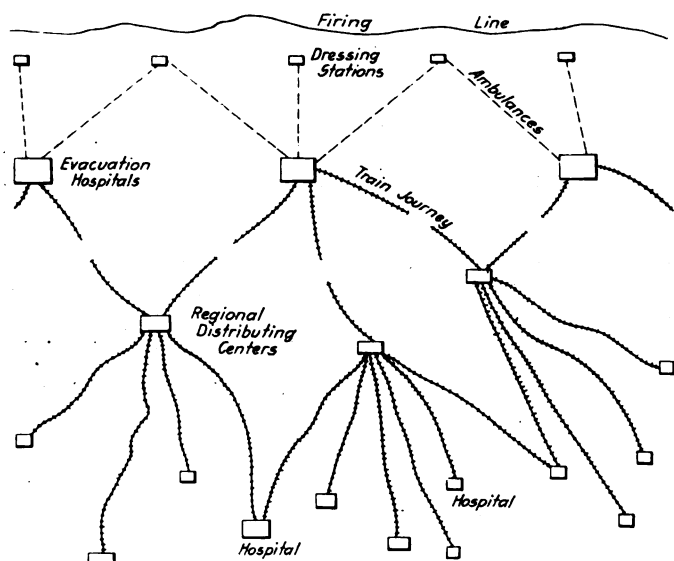 Firing Line
Dressing
Stations
Ambulances
Evacuation
Hospitals
Train Journey
Regional
Distributing
Centers
Hospital
Hospital